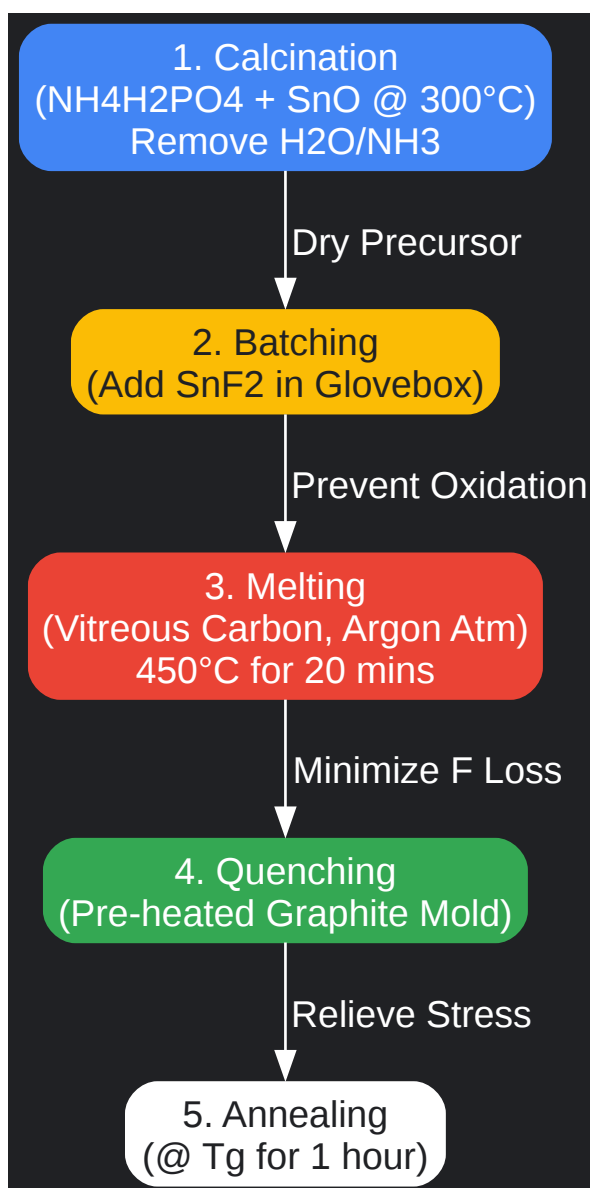 1. Calcination
(NH4H2PO4 + SnO @ 300°C)
Remove H2O/NH3
Dry Precursor
2. Batching
(Add SnF2 in Glovebox)
Prevent Oxidation
3. Melting
(Vitreous Carbon, Argon Atm)
450°C for 20 mins
Minimize F Loss
4. Quenching
(Pre-heated Graphite Mold)
Relieve Stress
5. Annealing
(@ Tg for 1 hour)